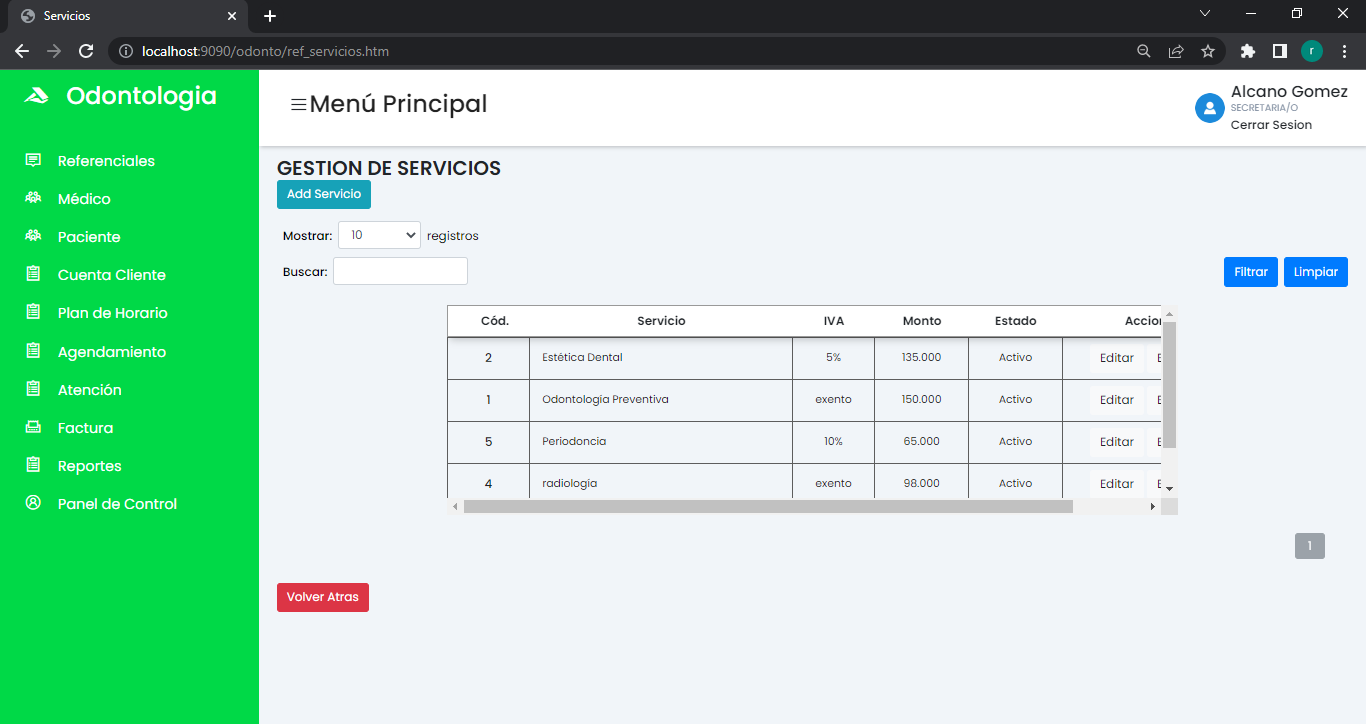 Servicios
localhost:9090/odonto/ref_servicios.htm
r
Odontologia
Menú Principal
Alcano Gomez
SECRETARIA/O
Cerrar Sesion
Referenciales
Médico
Paciente
Cuenta Cliente
Plan de Horario
Agendamiento
Atención
Factura
Reportes
Panel de Control
GESTION DE SERVICIOS
Add Servicio
Mostrar: 10 registros
Buscar:
Filtrar Limpiar
Cód. Servicio IVA Monto Estado Accion
2 Estética Dental 5% 135.000 Activo Editar E
1 Odontologia Preventiva exento 150.000 Activo Editar E
5 Periodoncia 10% 65.000 Activo Editar E
4 radiologia exento 98.000 Activo Editar E
1
Volver Atras